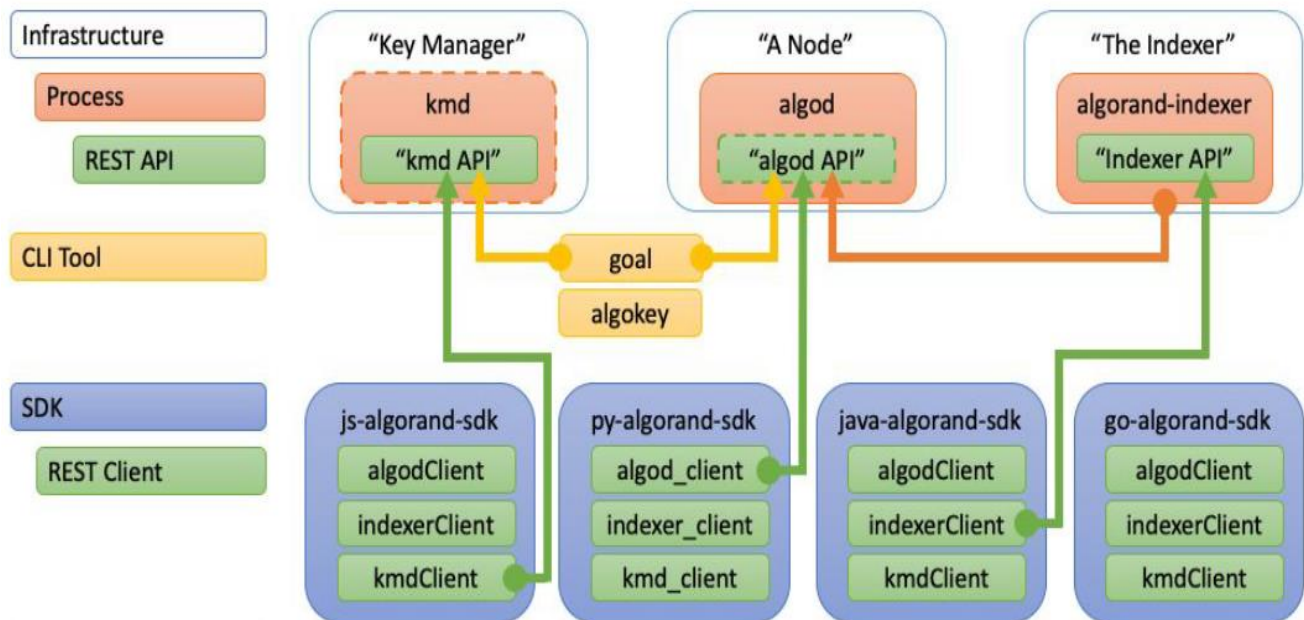 Infrastructure
Process
REST API
CLI Tool
SDK
REST Client
“Key Manager”
kmd
“kmd API”
“A Node”
algod
“algod API”
“The Indexer”
algorand-indexer
“Indexer API”
goal
algokey
js-algorand-sdk
algodClient
indexerClient
kmdClient
py-algorand-sdk
algod_client
indexer_client
kmd_client
java-algorand-sdk
algodClient
indexerClient
kmdClient
go-algorand-sdk
algodClient
indexerClient
kmdClient